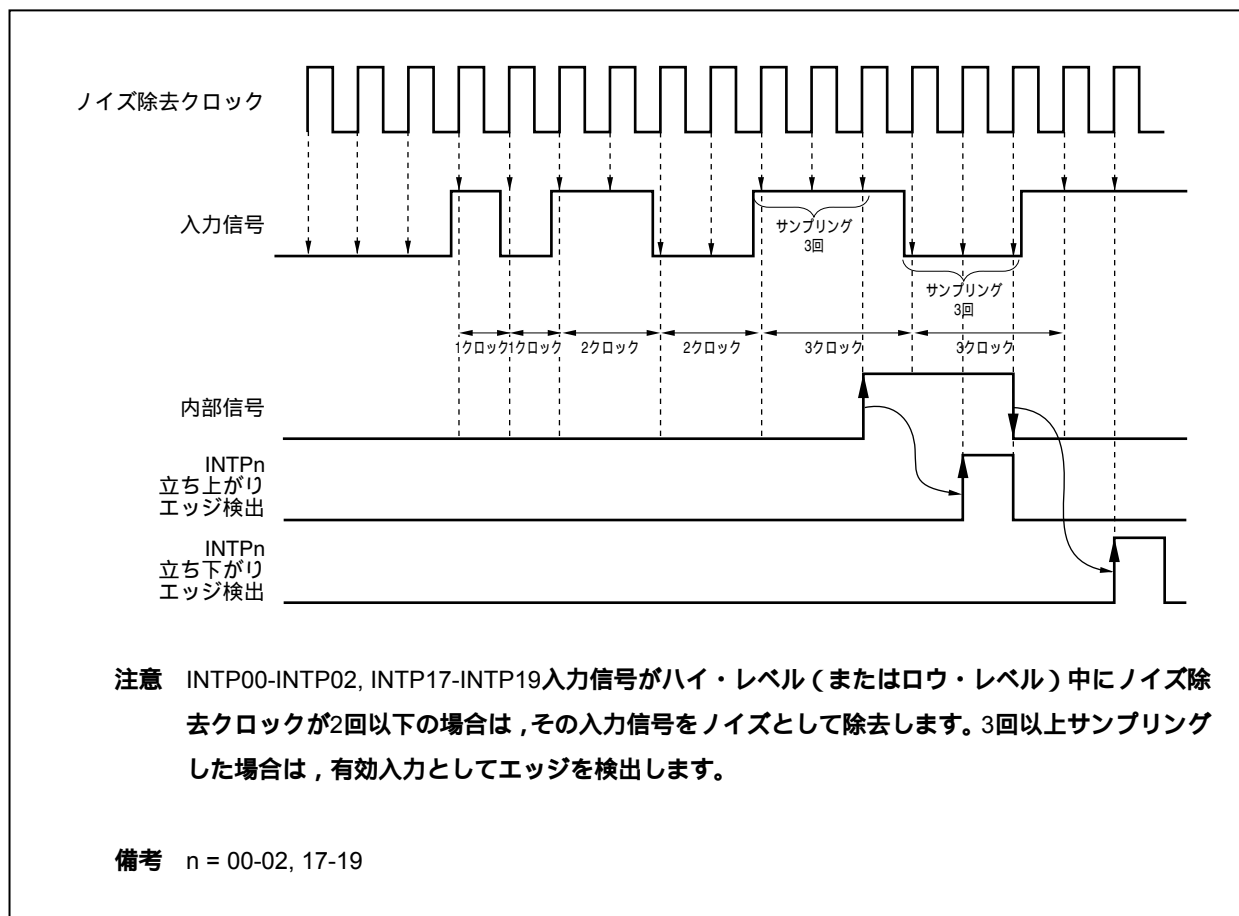 ノイズ除去クロック
入力信号
サンプリング
3回
サンプリング
3回
1クロック
1クロック
2クロック
2クロック
3クロック
3クロック
内部信号
INTPn
立ち上がり
エッジ検出
INTPn
立ち下がり
エッジ検出
注意 INTP00-INTP02, INTP17-INTP19入力信号がハイ・レベル（またはロウ・レベル）中にノイズ除
去クロックが2回以下の場合は，その入力信号をノイズとして除去します。3回以上サンプリング
した場合は，有効入力としてエッジを検出します。
備考 n = 00-02, 17-19